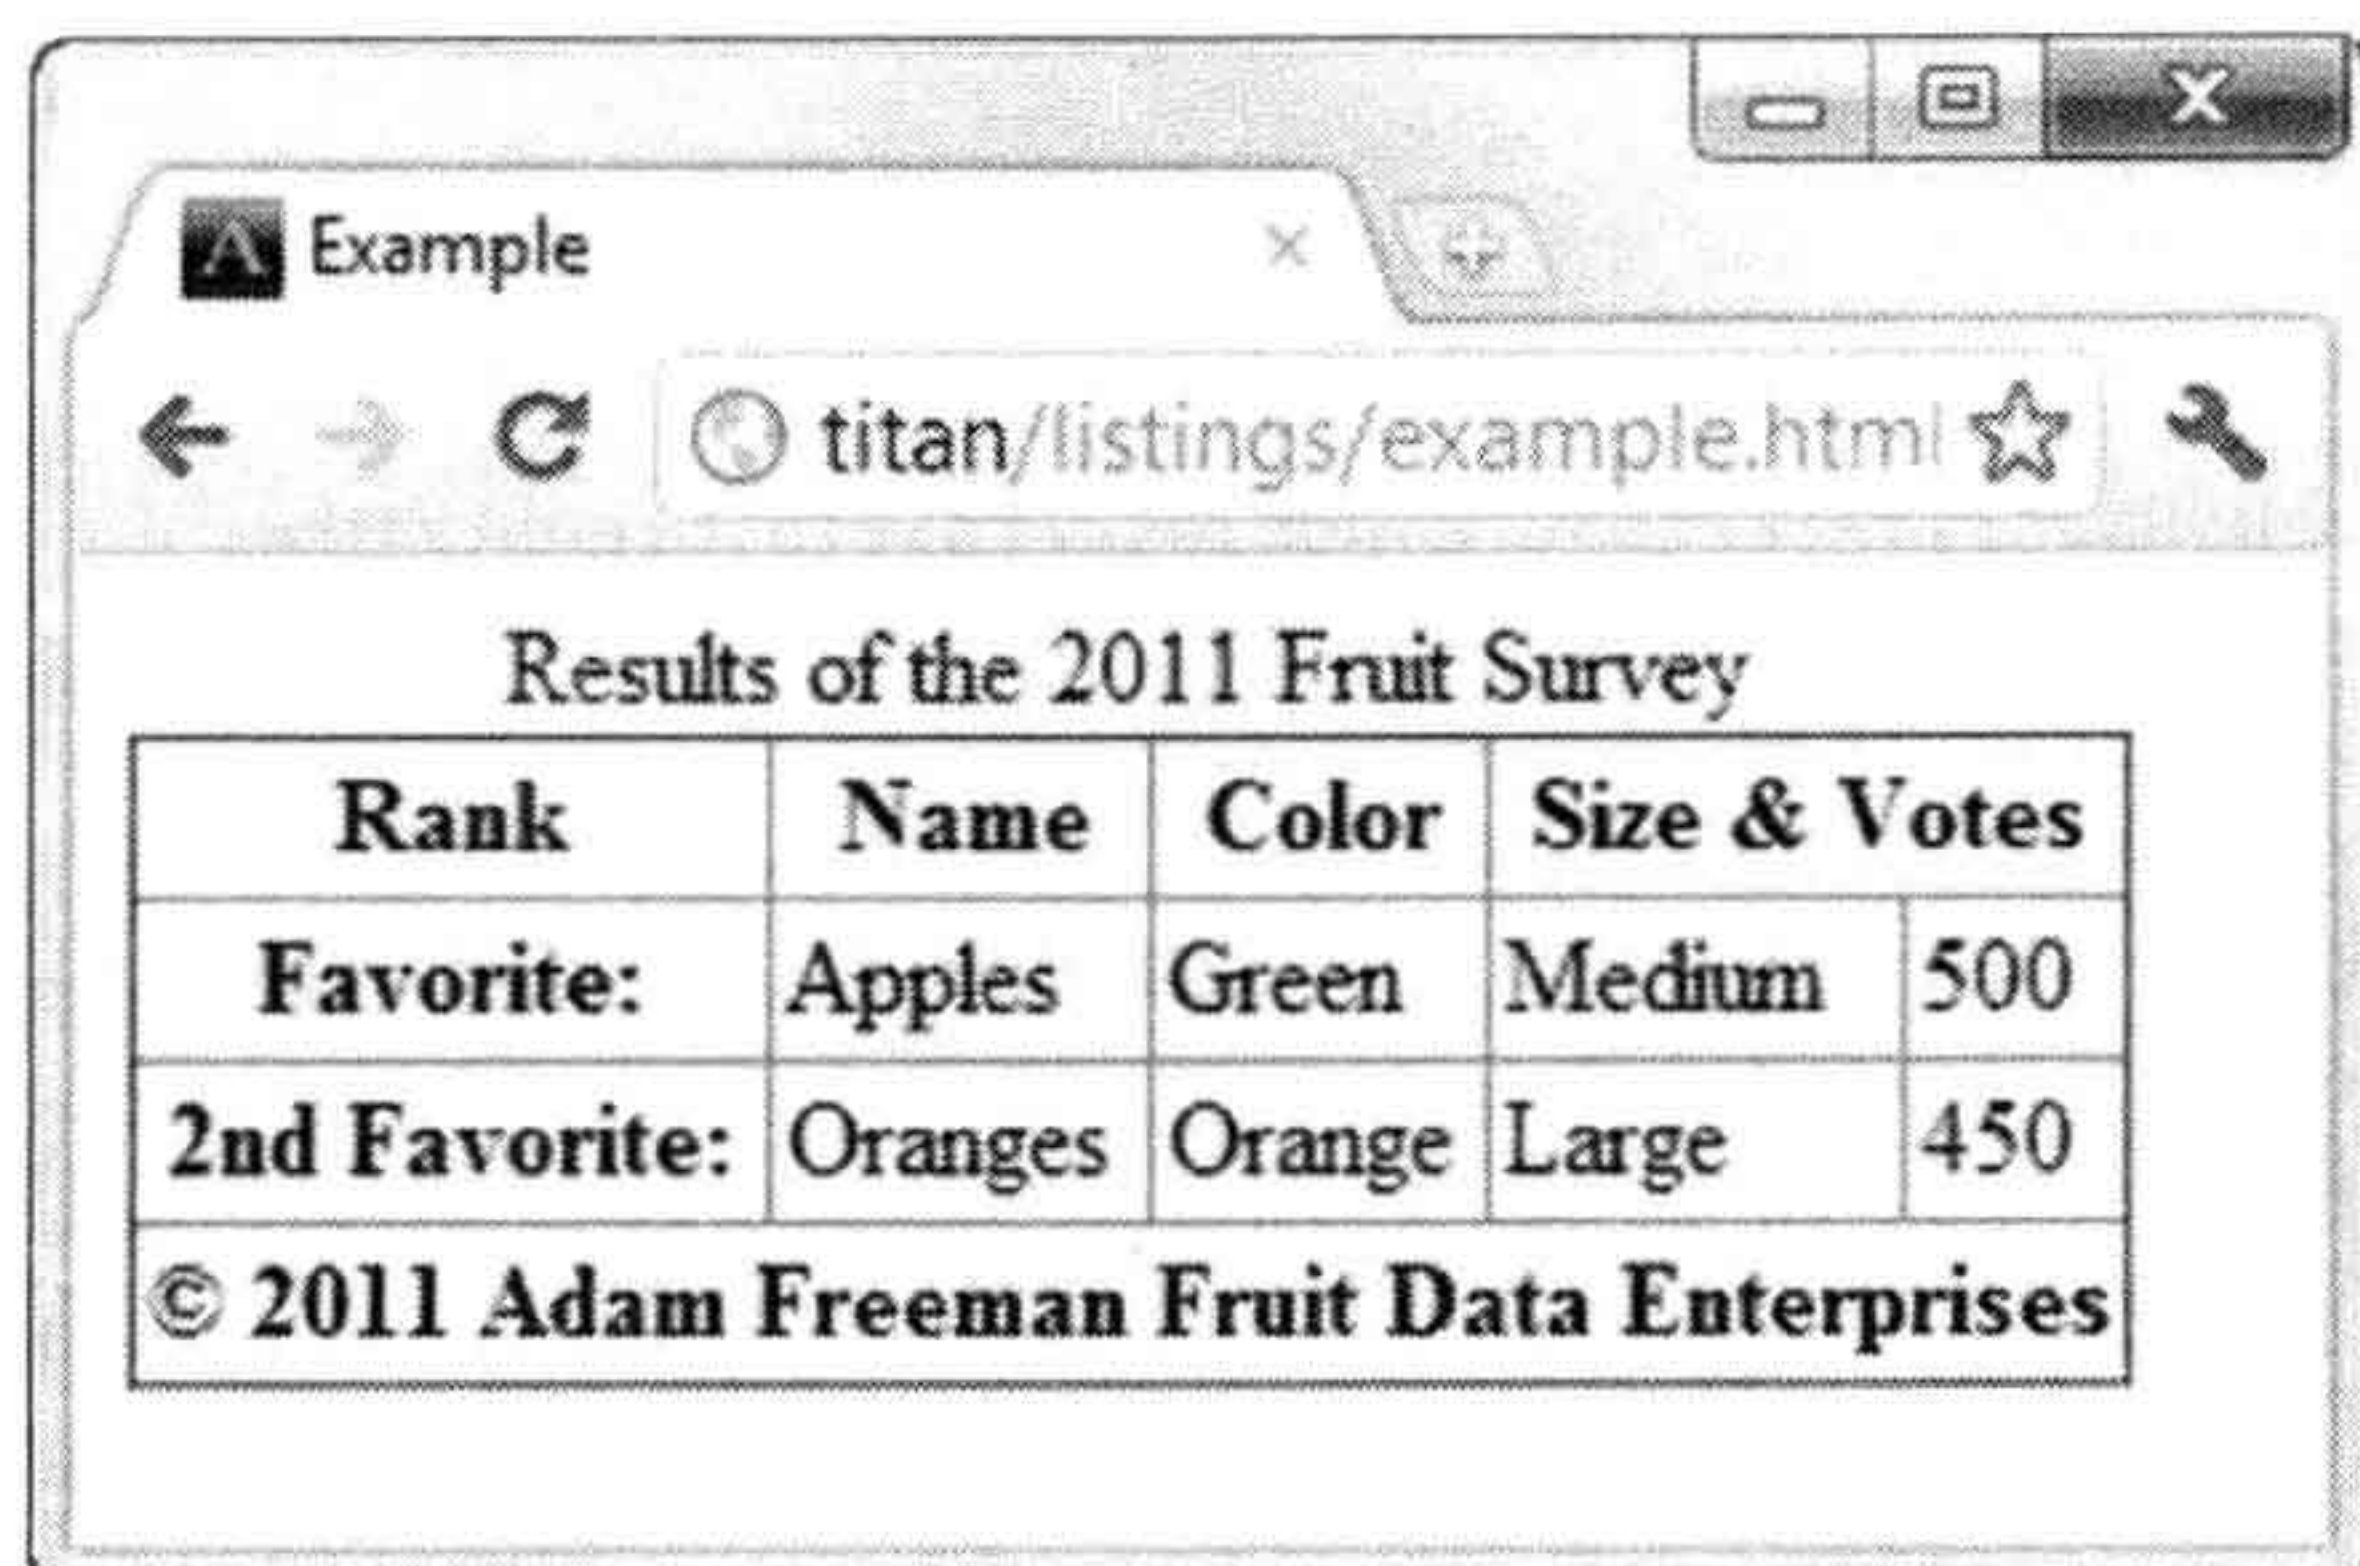 A Example
titan/listings/example.html
Results of the 2011 Fruit Survey
Rank Name Color Size & Votes
Favorite: Apples Green Medium 500
2nd Favorite: Oranges Orange Large 450
© 2011 Adam Freeman Fruit Data Enterprises